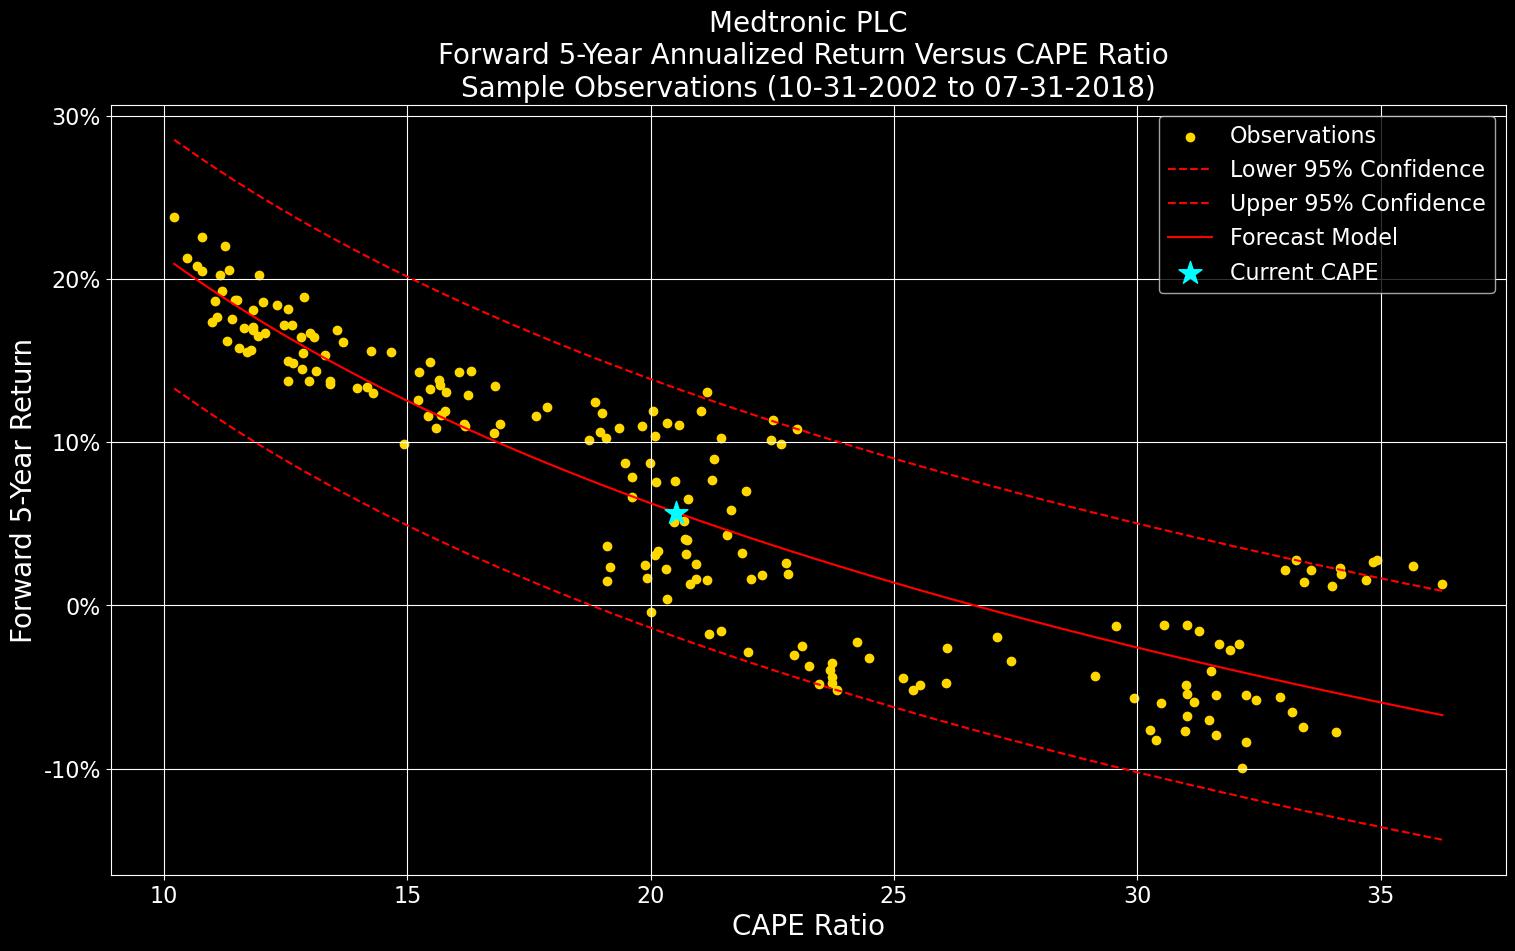 Medtronic PLC
Forward 5-Year Annualized Return Versus CAPE Ratio
Sample Observations (10-31-2002 to 07-31-2018)
Observations
Lower 95% Confidence
Upper 95% Confidence
Forecast Model
Current CAPE
Forward 5-Year Return
30%
20%
10%
0%
-10%
10 15 20 25 30 35
CAPE Ratio